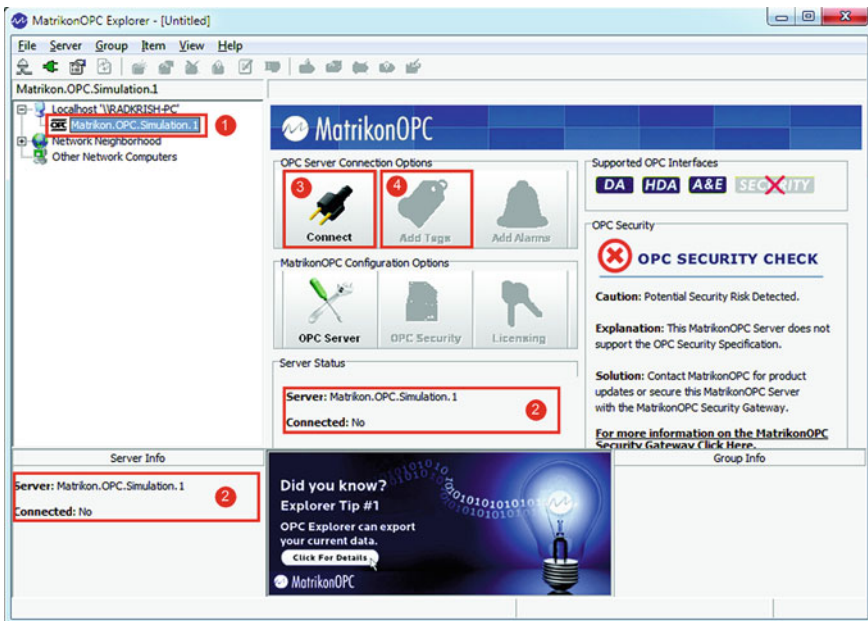 MatrikonOPC Explorer - [Untitled]
File Server Group Item View Help
Matrikon.OPC.Simulation.1
Localhost '\\RADKRISH-PC'
OPC Matrikon.OPC.Simulation.1 1
Network Neighborhood
Other Network Computers
MatrikonOPC
OPC Server Connection Options
3
4
Connect
Add Tags
Add Alarms
MatrikonOPC Configuration Options
OPC Server
OPC Security
Licensing
Server Status
Server: Matrikon.OPC.Simulation.1
Connected: No
2
Supported OPC Interfaces
DA HDA A&E SECURITY
OPC Security
OPC SECURITY CHECK
Caution: Potential Security Risk Detected.
Explanation: This MatrikonOPC Server does not
support the OPC Security Specification.
Solution: Contact MatrikonOPC for product
updates or secure this MatrikonOPC Server
with the MatrikonOPC Security Gateway.
For more information on the MatrikonOPC
Security Gateway Click Here.
Server Info
Server: Matrikon.OPC.Simulation.1
Connected: No
2
Did you know?
Explorer Tip #1
OPC Explorer can export
your current data.
Click For Details
MatrikonOPC
Group Info